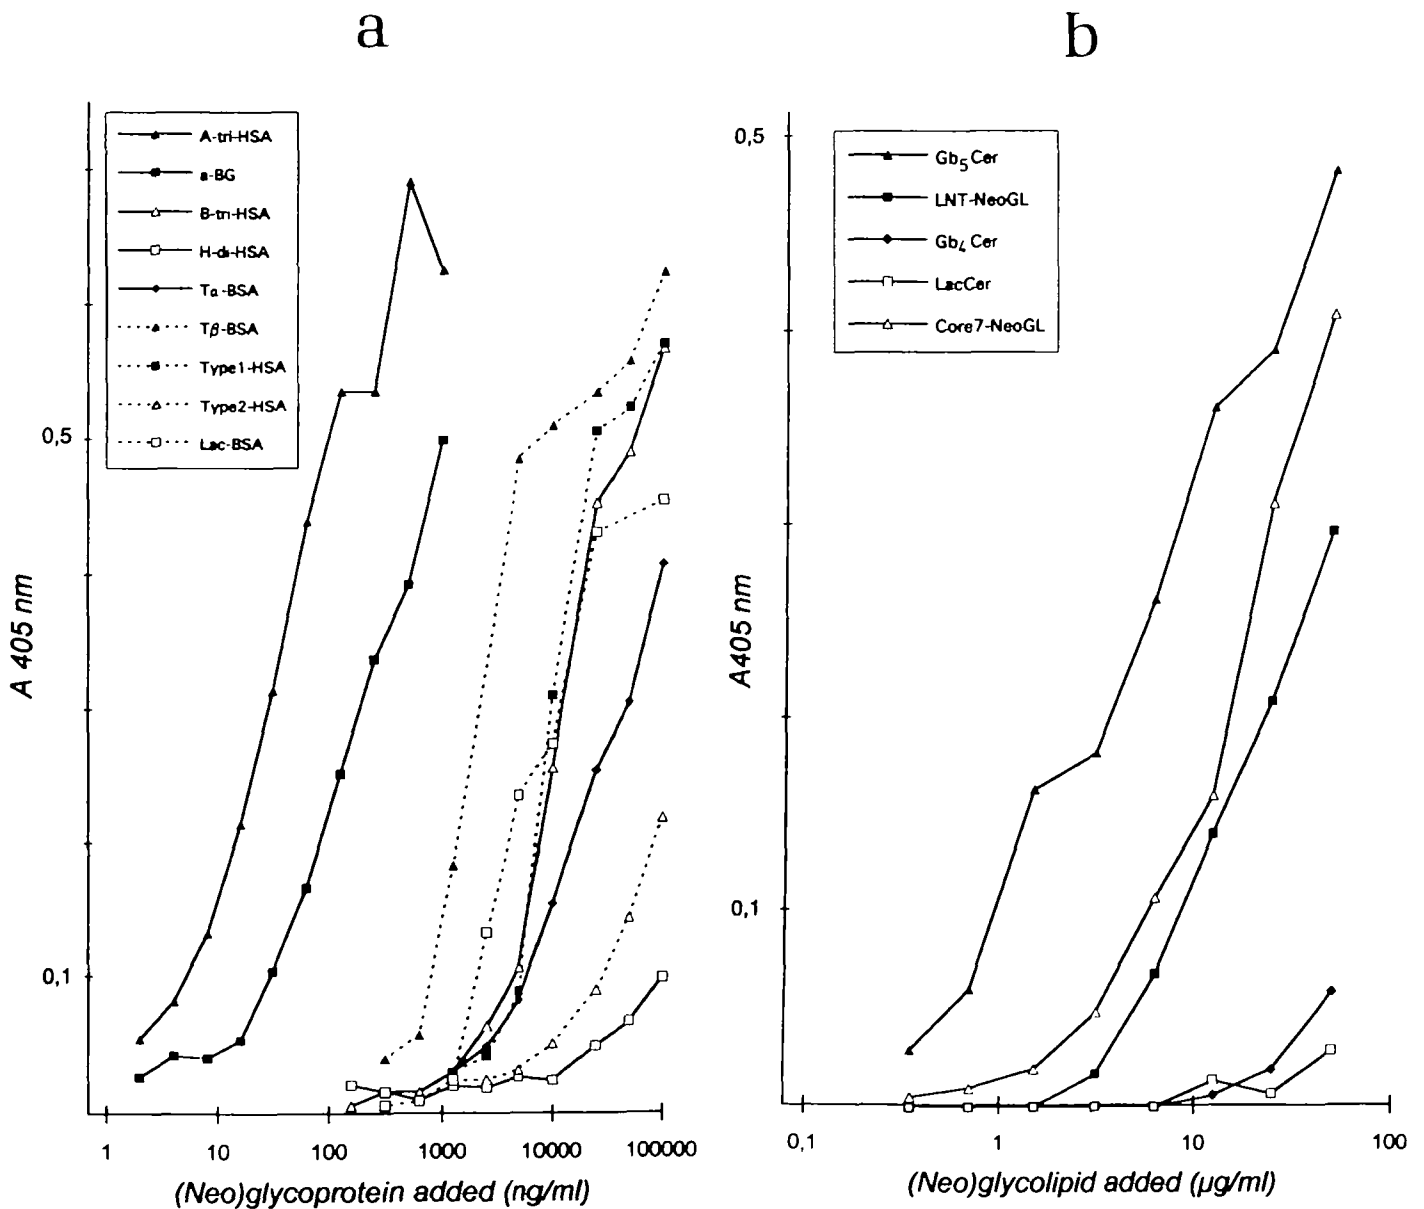 a
A-tri-HSA
a-BG
B-tri-HSA
H-di-HSA
Tα-BSA
Tβ-BSA
Type1-HSA
Type2-HSA
Lac-BSA
0,5
0,1
A 405 nm
1 10 100 1000 10000 100000
(Neo)glycoprotein added (ng/ml)
b
Gb5Cer
LNT-NeoGL
Gb4Cer
LacCer
Core7-NeoGL
0,5
0,1
A405 nm
0,1 1 10 100
(Neo)glycolipid added (µg/ml)